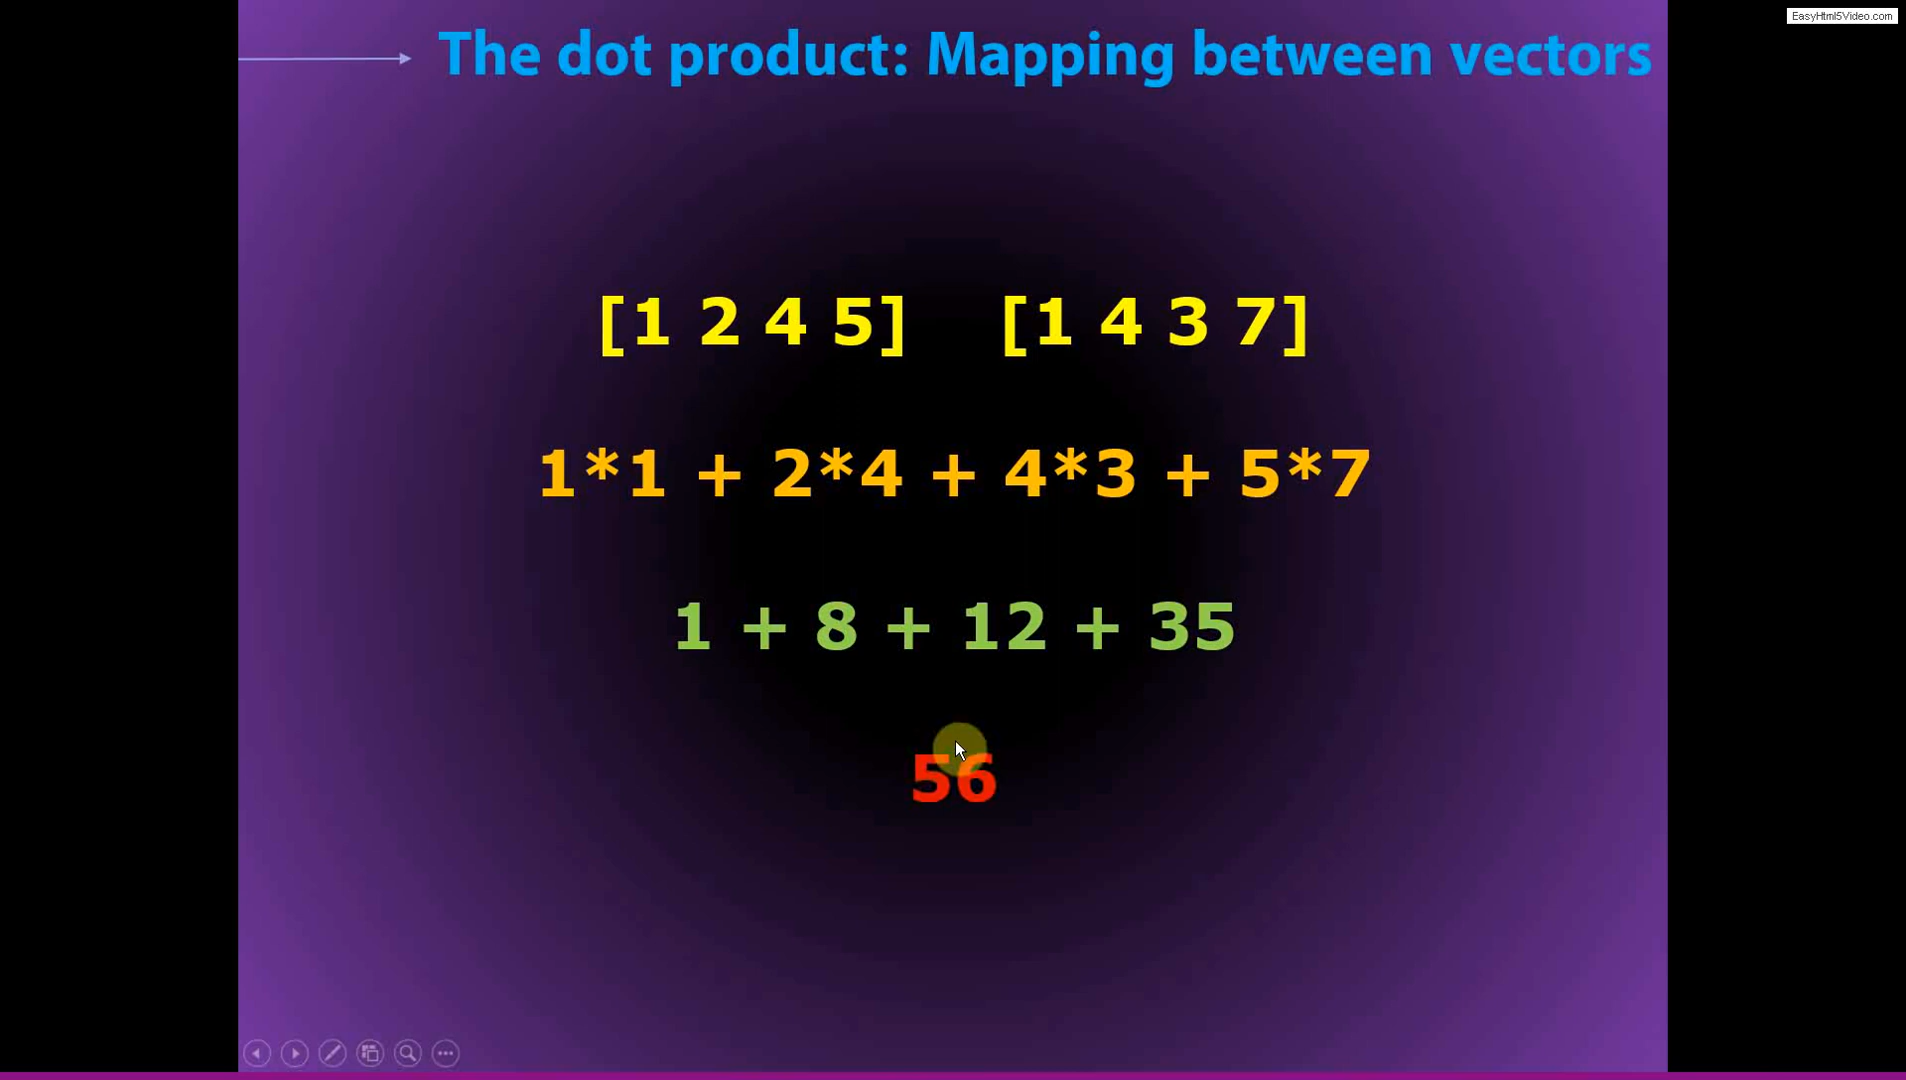 EasyHtml5Video.com
The dot product: Mapping between vectors
[1 2 4 5] [1 4 3 7]
1*1 + 2*4 + 4*3 + 5*7
1 + 8 + 12 + 35
56